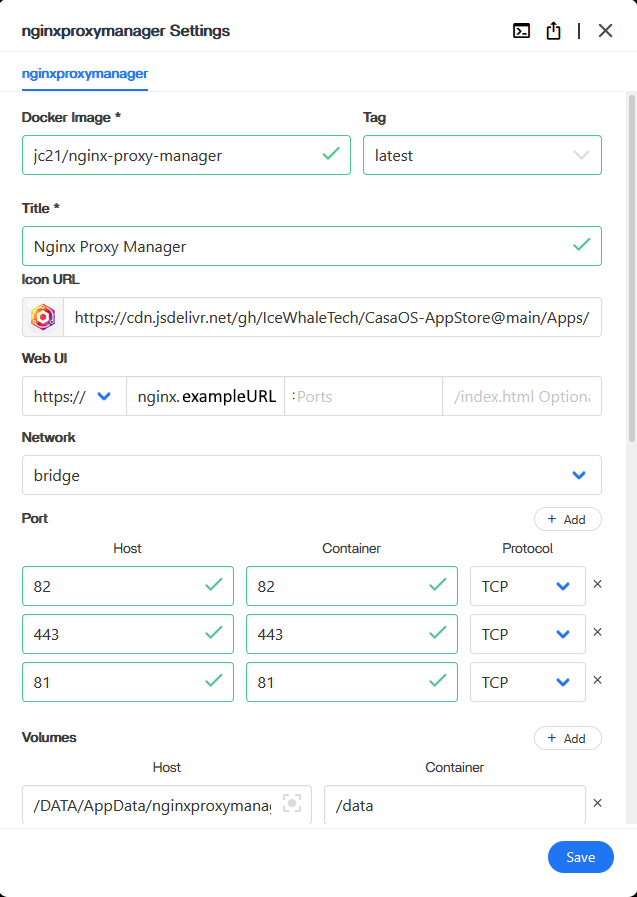 nginxproxymanager Settings
nginxproxymanager
Docker Image * Tag
jc21/nginx-proxy-manager latest
Title *
Nginx Proxy Manager
Icon URL
https://cdn.jsdelivr.net/gh/IceWhaleTech/CasaOS-AppStore@main/Apps/
Web UI
https:// nginx.exampleURL :Ports /index.html Optiona
Network
bridge
Port + Add
Host Container Protocol
82 82 TCP
443 443 TCP
81 81 TCP
Volumes + Add
Host Container
/DATA/AppData/nginxproxymanag /data
Save